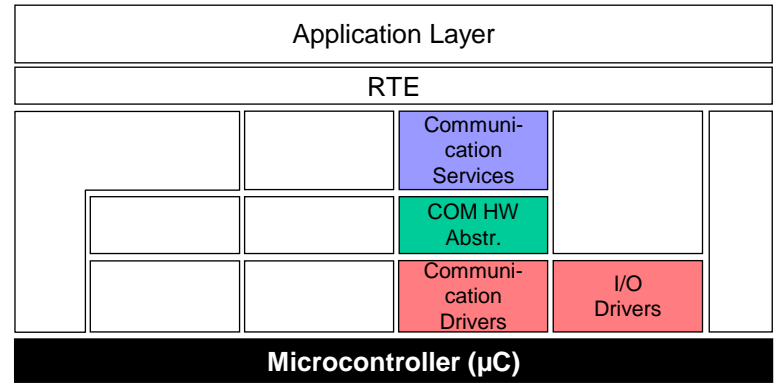 Application Layer
RTE
Communi-
cation
Services
COM HW
Abstr.
Communi-
cation
Drivers
I/O
Drivers
Microcontroller (µC)